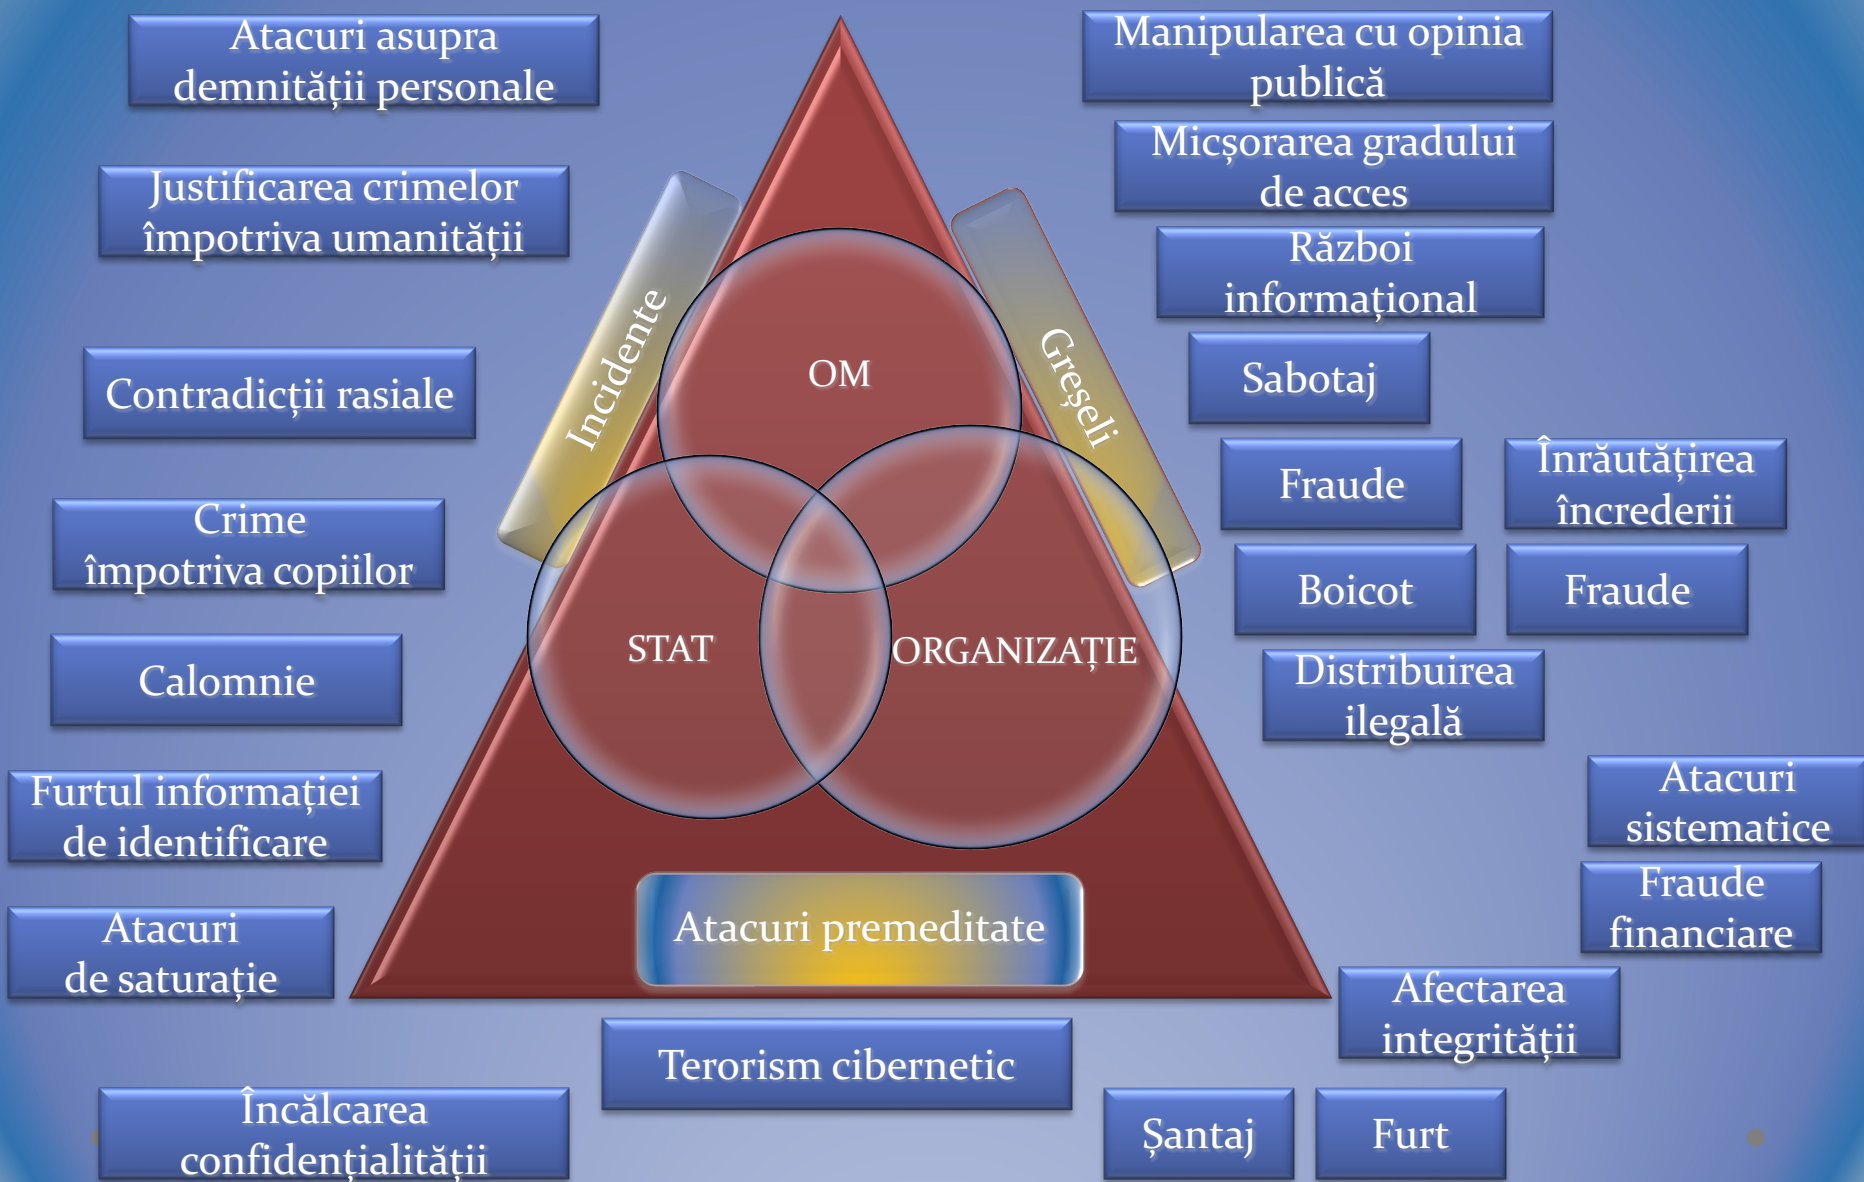 Atacuri asupra
demnității personale
Justificarea crimelor
împotriva umanității
Contradicții rasiale
Crime
împotriva copiilor
Calomnie
Furtul informației
de identificare
Atacuri
de saturație
Încălcarea
confidențialității
Incidente
OM
STAT
ORGANIZAȚIE
Greșeli
Atacuri premeditate
Terorism cibernetic
Manipularea cu opinia
publică
Micșorarea gradului
de acces
Război
informațional
Sabotaj
Fraude
Înrăutățirea
încrederii
Boicot
Fraude
Distribuirea
ilegală
Atacuri
sistematice
Fraude
financiare
Afectarea
integrității
Șantaj
Furt